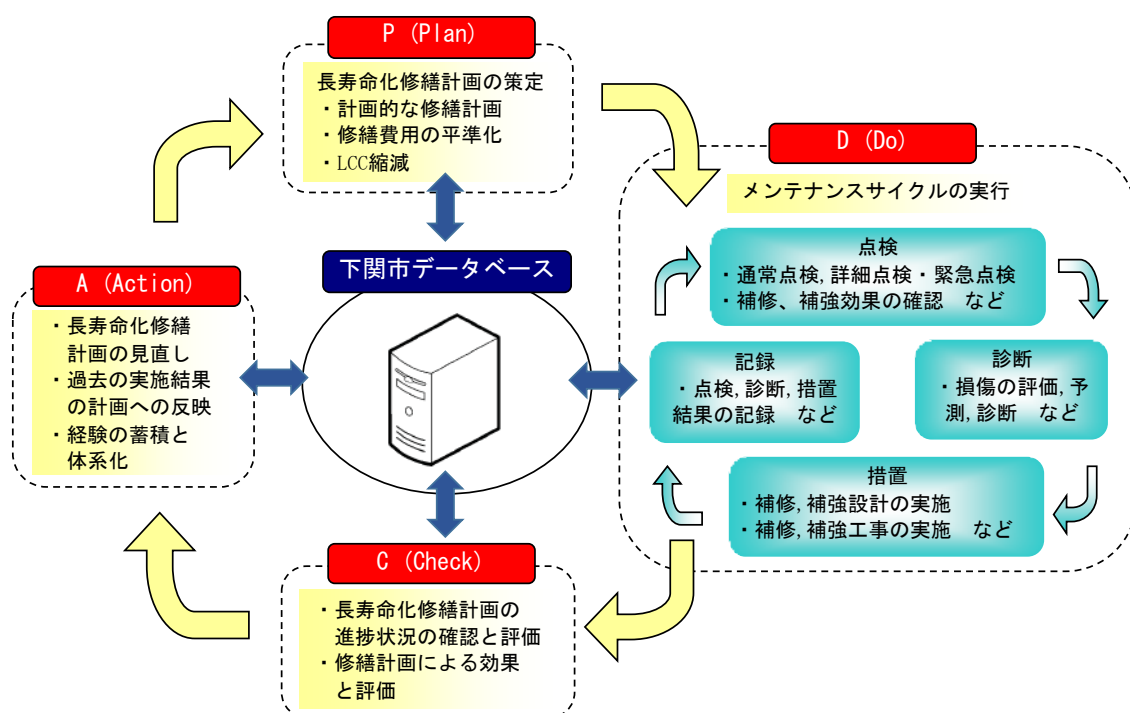 P (Plan)
長寿命化修繕計画の策定
・計画的な修繕計画
・修繕費用の平準化
・LCC縮減
D (Do)
メンテナンスサイクルの実行
点検
・通常点検,詳細点検・緊急点検
・補修、補強効果の確認　など
診断
・損傷の評価,予
測,診断　など
措置
・補修,補強設計の実施
・補修,補強工事の実施　など
記録
・点検,診断,措置
結果の記録　など
C (Check)
・長寿命化修繕計画の
進捗状況の確認と評価
・修繕計画による効果
と評価
A (Action)
・長寿命化修繕
計画の見直し
・過去の実施結果
の計画への反映
・経験の蓄積と
体系化
下関市データベース